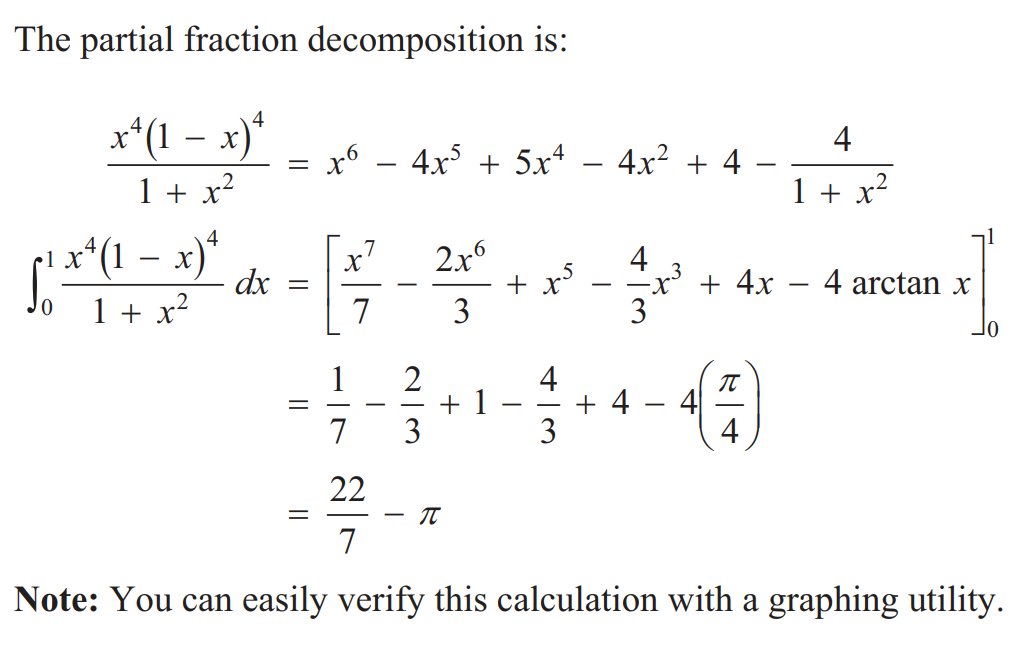 The partial fraction decomposition is:
\frac{x^4(1 - x)^4}{1 + x^2} = x^6 - 4x^5 + 5x^4 - 4x^2 + 4 - \frac{4}{1 + x^2}
\int_0^1 \frac{x^4(1 - x)^4}{1 + x^2} dx = \left[ \frac{x^7}{7} - \frac{2x^6}{3} + x^5 - \frac{4}{3}x^3 + 4x - 4 \arctan x \right]_0^1
= \frac{1}{7} - \frac{2}{3} + 1 - \frac{4}{3} + 4 - 4\left(\frac{\pi}{4}\right)
= \frac{22}{7} - \pi
Note: You can easily verify this calculation with a graphing utility.